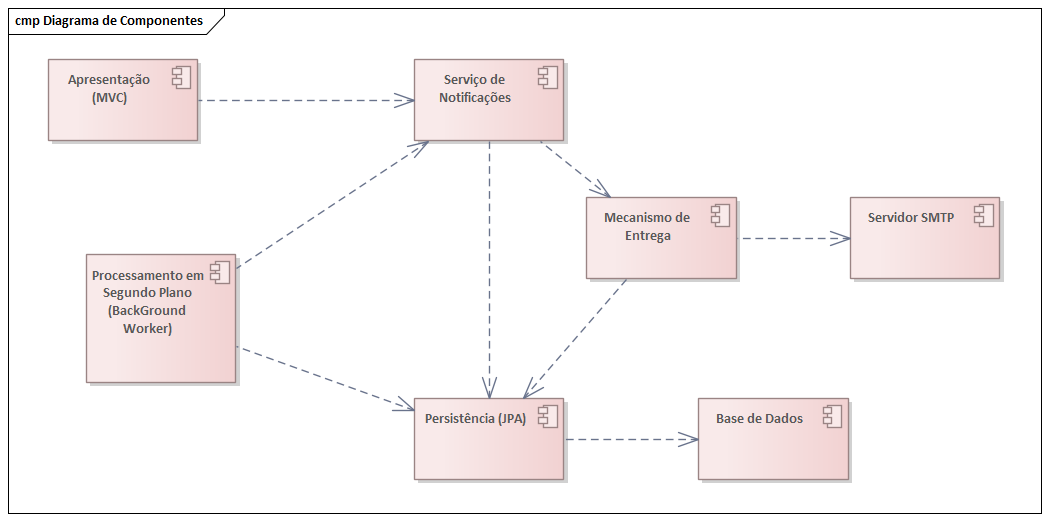 cmp Diagrama de Componentes
Apresentação
(MVC)
Serviço de
Notificações
Mecanismo de
Entrega
Servidor SMTP
Processamento em
Segundo Plano
(BackGround
Worker)
Persistência (JPA)
Base de Dados